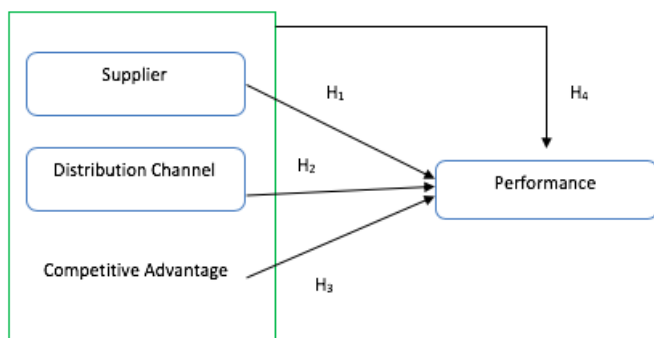 Supplier
H₁
H₄
Distribution Channel
H₂
Performance
Competitive Advantage
H₃